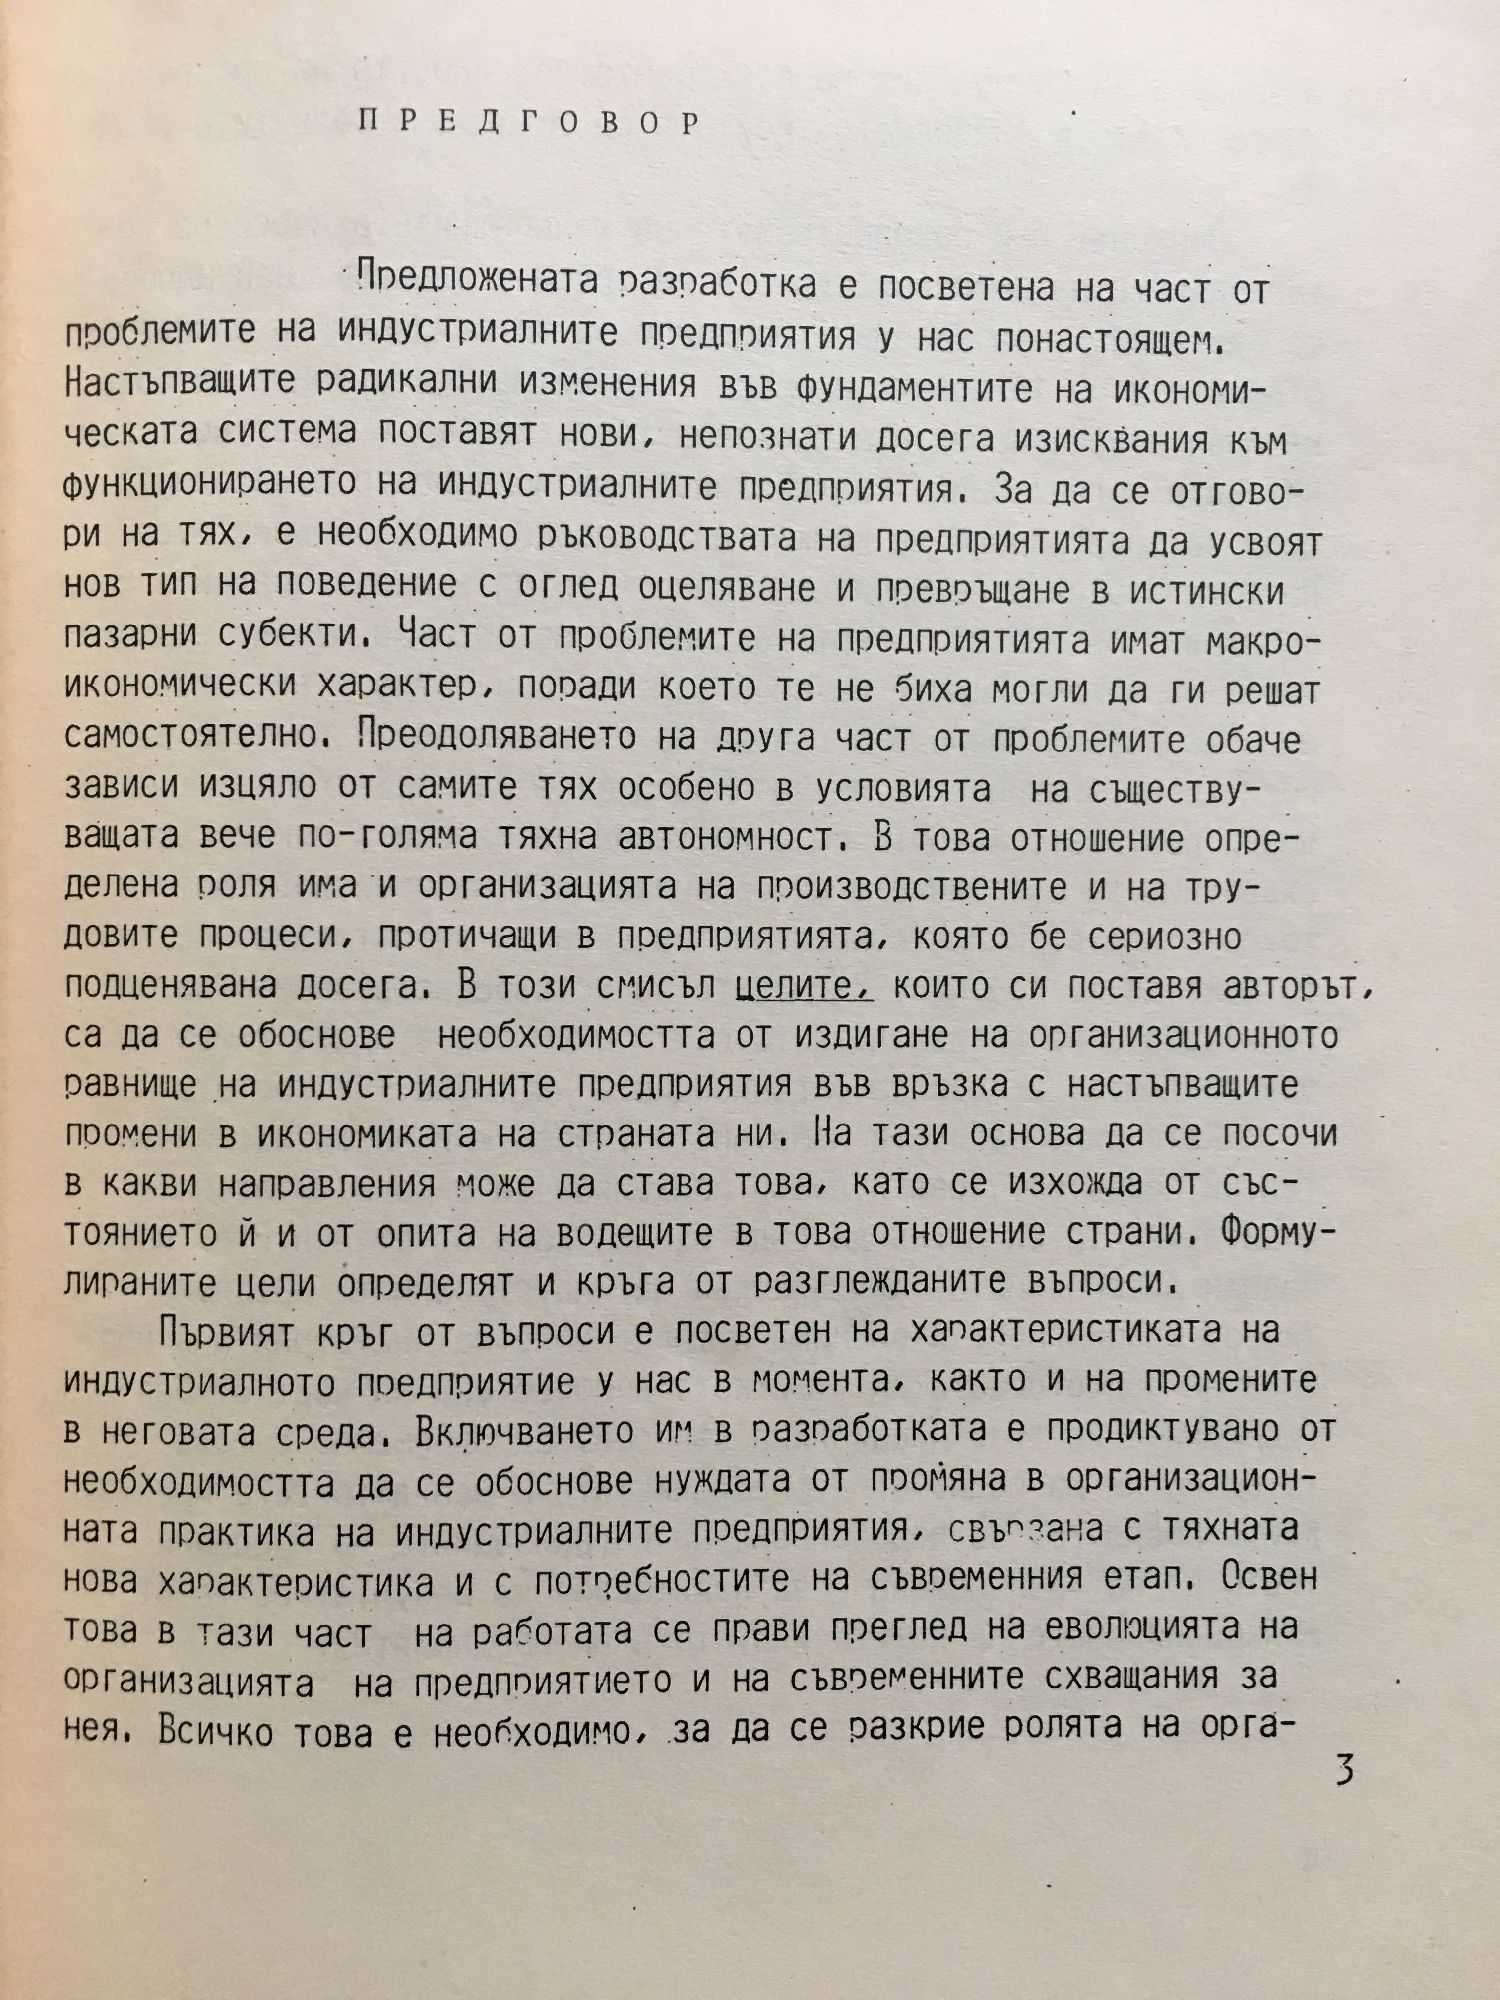 ПРЕДГОВОР
Предложената разработка е посветена на част от
проблемите на индустриалните предприятия у нас понастоящем.
Настъпващите радикални изменения във фундаментите на икономи-
ческата система поставят нови, непознати досега изисквания към
функционирането на индустриалните предприятия. За да се отгово-
ри на тях, е необходимо ръководствата на предприятията да усвоят
нов тип на поведение с оглед оцеляване и превръщане в истински
пазарни субекти. Част от проблемите на предприятията имат макро-
икономически характер, поради което те не биха могли да ги решат
самостоятелно. Преодоляването на друга част от проблемите обаче
зависи изцяло от самите тях особено в условията на съществу-
ващата вече по-голяма тяхна автономност. В това отношение опре-
делена роля има и организацията на производствените и на тру-
довите процеси, протичащи в предприятията, която бе сериозно
подценявана досега. В този смисъл целите, които си поставя авторът,
са да се обоснове необходимостта от издигане на организационното
равнище на индустриалните предприятия във връзка с настъпващите
промени в икономиката на страната ни. На тази основа да се посочи
в какви направления може да става това, като се изхожда от със-
тоянието й и от опита на водещите в това отношение страни. Форму-
лираните цели определят и кръга от разглежданите въпроси.
Първият кръг от въпроси е посветен на характеристиката на
индустриалното предприятие у нас в момента, както и на промените
в неговата среда. Включването им в разработката е продиктувано от
необходимостта да се обоснове нуждата от промяна в организацион-
ната практика на индустриалните предприятия, свързана с тяхната
нова характеристика и с потребностите на съвременния етап. Освен
това в тази част на работата се прави преглед на еволюцията на
организацията на предприятието и на съвременните схващания за
нея. Всичко това е необходимо, за да се разкрие ролята на орга-
3